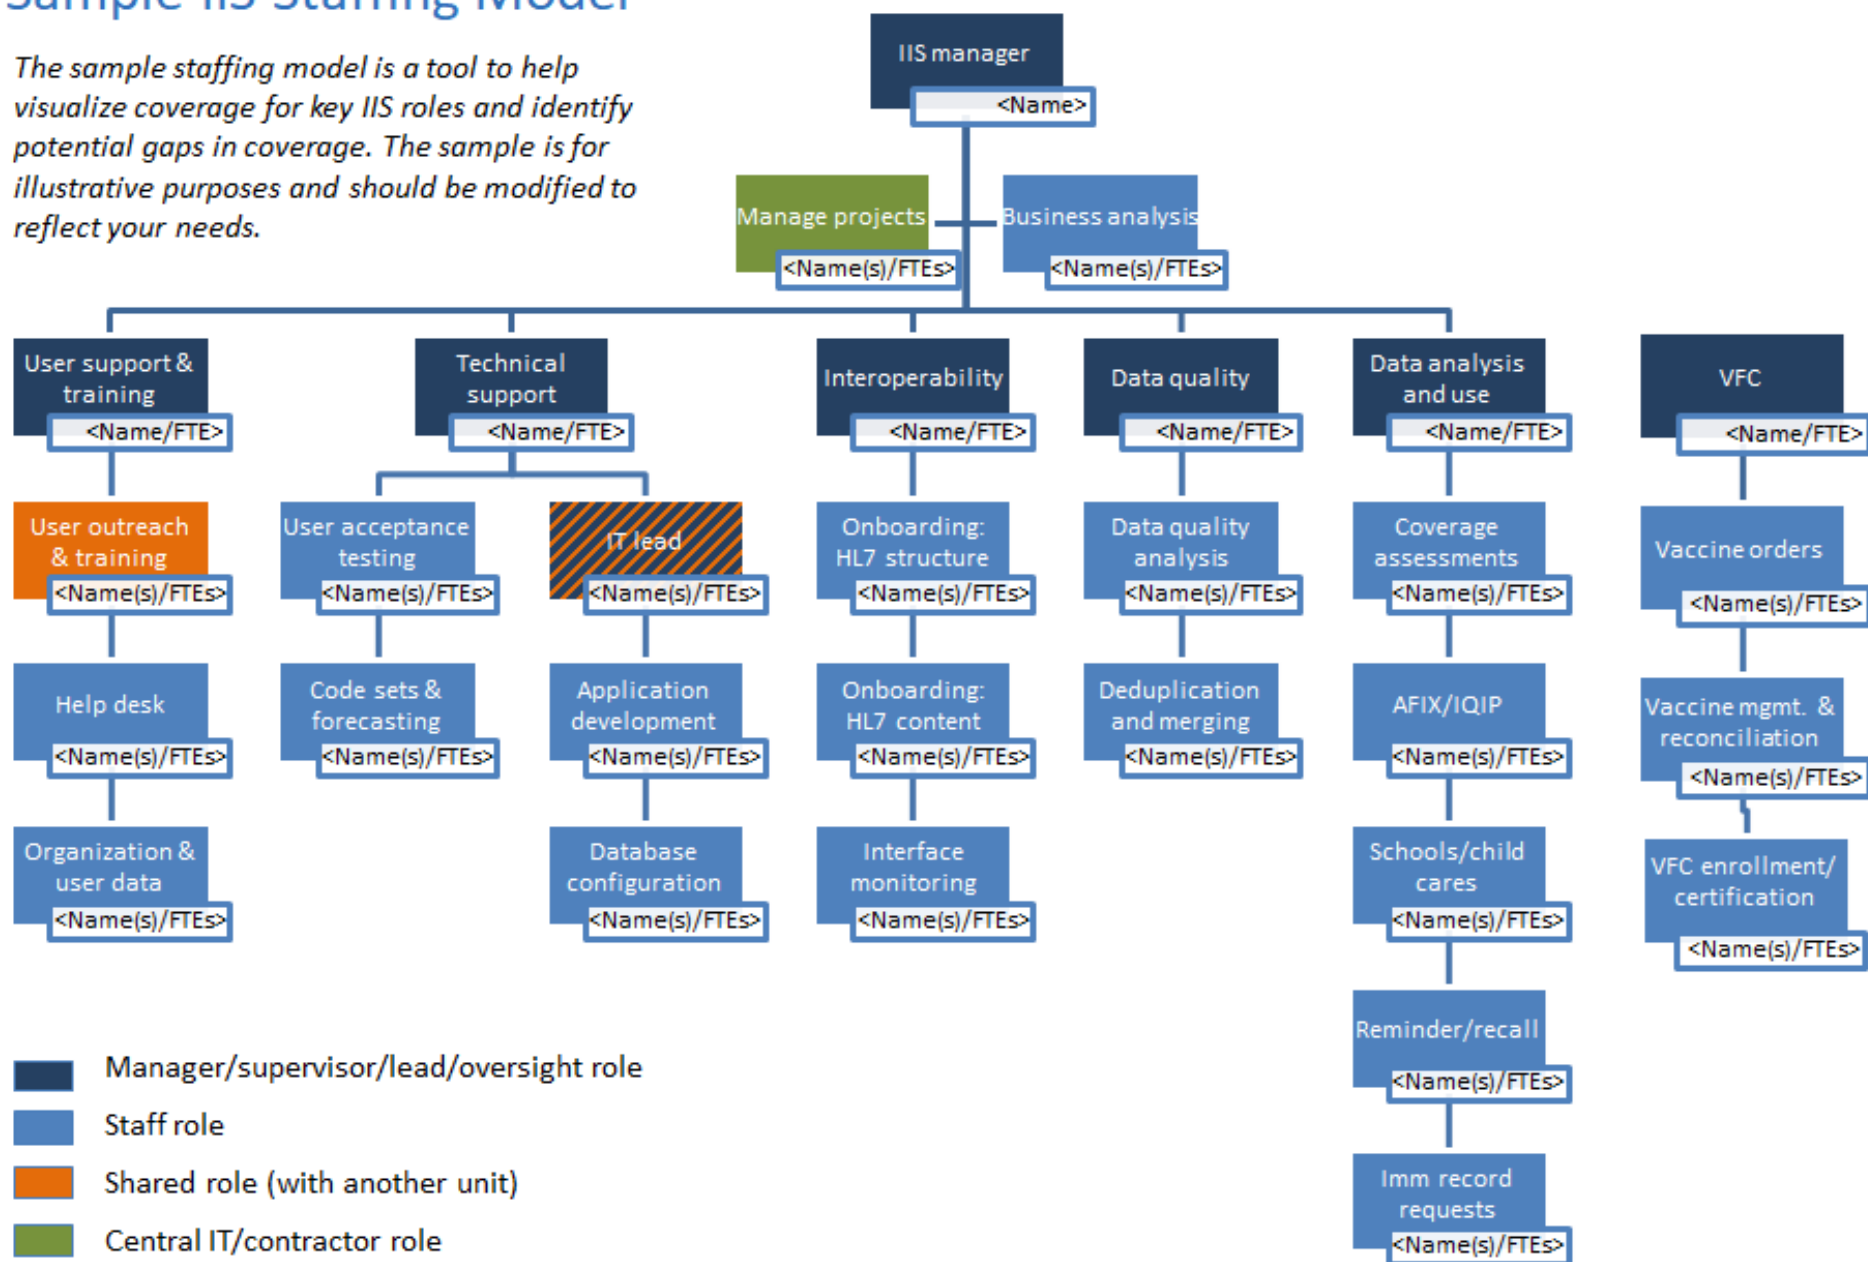 Sample IIS Staffing Model
The sample staffing model is a tool to help
visualize coverage for key IIS roles and identify
potential gaps in coverage. The sample is for
illustrative purposes and should be modified to
reflect your needs.
IIS manager
<Name>
Manage projects
<Name(s)/FTEs>
Business analysis
<Name(s)/FTEs>
User support &
training
<Name/FTE>
Technical
support
<Name/FTE>
Interoperability
<Name/FTE>
Data quality
<Name/FTE>
Data analysis
and use
<Name/FTE>
VFC
<Name/FTE>
User outreach
& training
<Name(s)/FTEs>
User acceptance
testing
<Name(s)/FTEs>
IT lead
<Name(s)/FTEs>
Onboarding:
HL7 structure
<Name(s)/FTEs>
Data quality
analysis
<Name(s)/FTEs>
Coverage
assessments
<Name(s)/FTEs>
Vaccine orders
<Name(s)/FTEs>
Help desk
<Name(s)/FTEs>
Code sets &
forecasting
<Name(s)/FTEs>
Application
development
<Name(s)/FTEs>
Onboarding:
HL7 content
<Name(s)/FTEs>
Deduplication
and merging
<Name(s)/FTEs>
AFIX/IQIP
<Name(s)/FTEs>
Vaccine mgmt. &
reconciliation
<Name(s)/FTEs>
Organization &
user data
<Name(s)/FTEs>
Database
configuration
<Name(s)/FTEs>
Interface
monitoring
<Name(s)/FTEs>
Schools/child
cares
<Name(s)/FTEs>
VFC enrollment/
certification
<Name(s)/FTEs>
Reminder/recall
<Name(s)/FTEs>
Imm record
requests
<Name(s)/FTEs>
Manager/supervisor/lead/oversight role
Staff role
Shared role (with another unit)
Central IT/contractor role